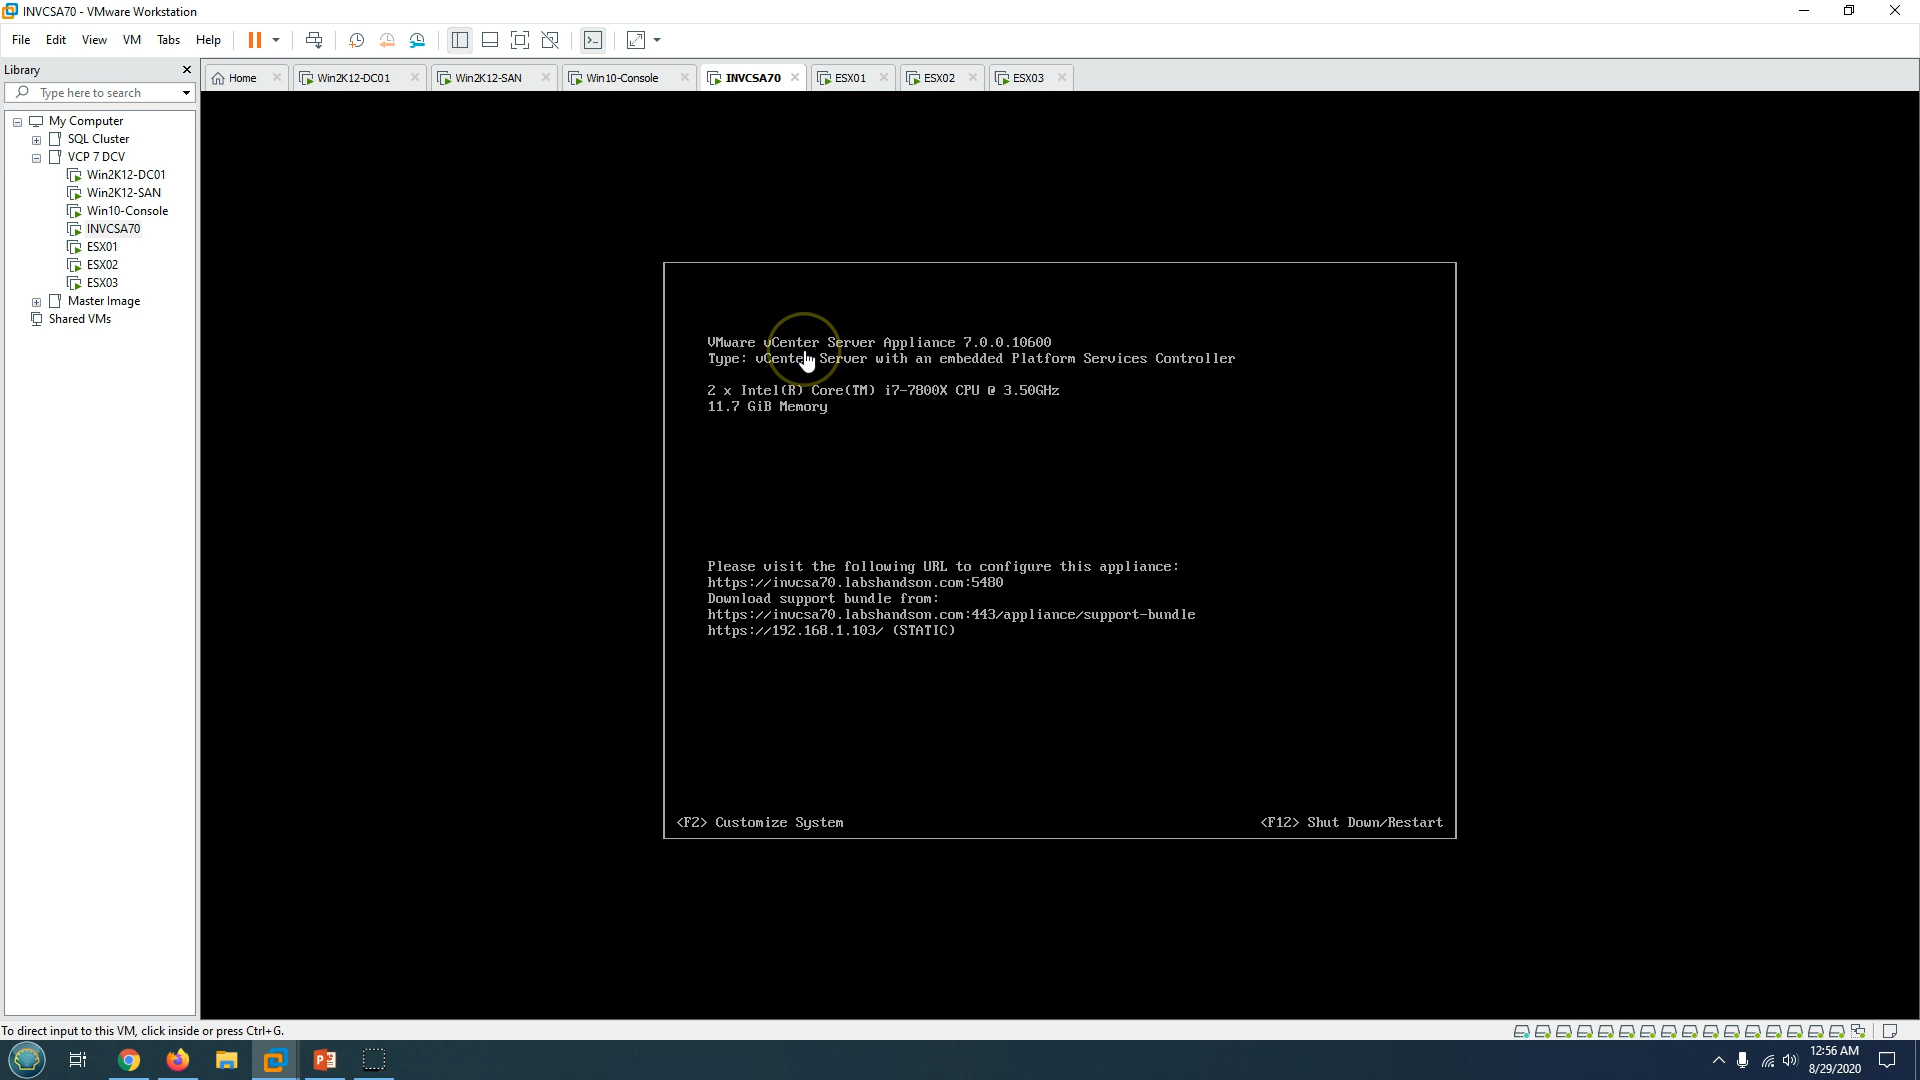 INVCSA70 - VMware Workstation
File Edit View VM Tabs Help
Library
Type here to search
Home Win2K12-DC01 Win2K12-SAN Win10-Console INVCSA70 ESX01 ESX02 ESX03
My Computer
SQL Cluster
VCP 7 DCV
Win2K12-DC01
Win2K12-SAN
Win10-Console
INVCSA70
ESX01
ESX02
ESX03
Master Image
Shared VMs
VMware vCenter Server Appliance 7.0.0.10600
Type: vCenter Server with an embedded Platform Services Controller
2 x Intel(R) Core(TM) i7-7800X CPU @ 3.50GHz
11.7 GiB Memory
Please visit the following URL to configure this appliance:
https://invcsa70.labshandson.com:5480
Download support bundle from:
https://invcsa70.labshandson.com:443/appliance/support-bundle
https://192.168.1.103/ (STATIC)
<F2> Customize System <F12> Shut Down/Restart
To direct input to this VM, click inside or press Ctrl+G.
12:56 AM
8/29/2020